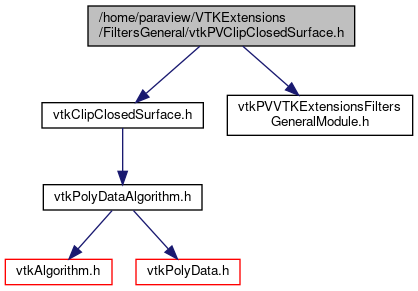 /home/paraview/VTKExtensions
/FiltersGeneral/vtkPVClipClosedSurface.h
vtkClipClosedSurface.h
vtkPVVTKExtensionsFilters
GeneralModule.h
vtkPolyDataAlgorithm.h
vtkAlgorithm.h
vtkPolyData.h